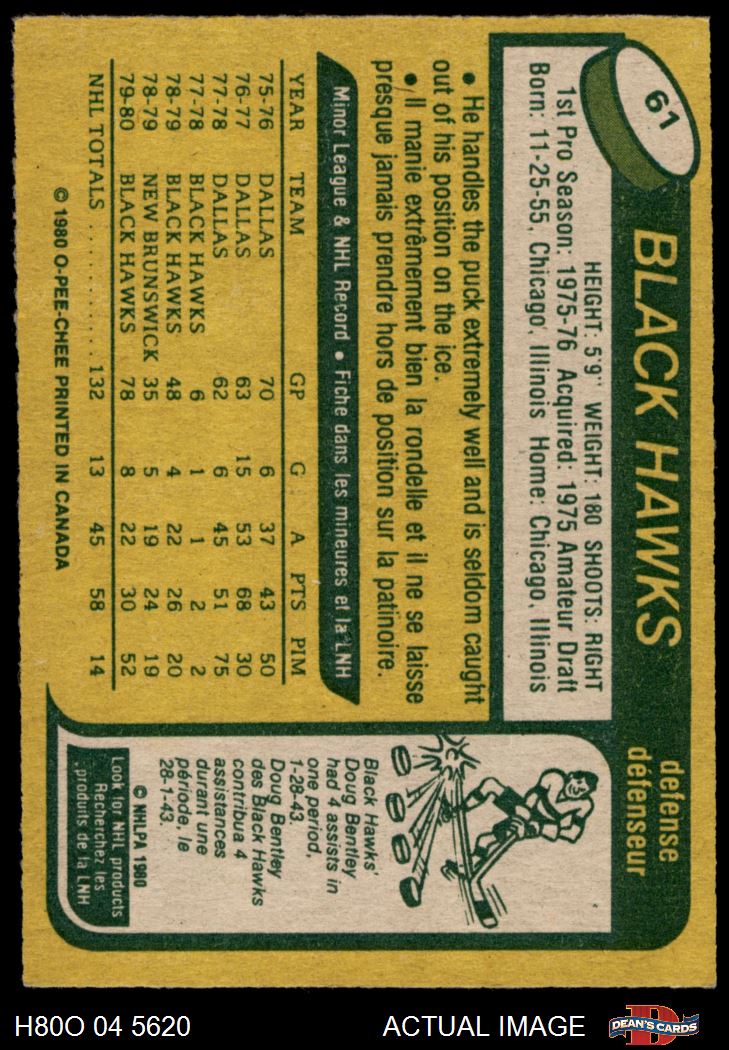 61
BLACK HAWKS
defense
défenseur
HEIGHT: 5'9" WEIGHT: 180 SHOOTS: RIGHT
1st Pro Season: 1975-76 Acquired: 1975 Amateur Draft
Born: 11-25-55, Chicago, Illinois Home: Chicago, Illinois
• He handles the puck extremely well and is seldom caught
out of his position on the ice.
• Il manie extrêmement bien la rondelle et il ne se laisse
presque jamais prendre hors de position sur la patinoire.
Minor League & NHL Record • Fiche dans les mineures et la LNH
YEAR TEAM GP G A PTS PIM
75-76 DALLAS 70 6 37 43 50
76-77 DALLAS 63 15 53 68 30
77-78 DALLAS 62 6 45 51 75
77-78 BLACK HAWKS 6 1 1 2 2
78-79 BLACK HAWKS 48 4 22 26 20
78-79 NEW BRUNSWICK 35 5 19 24 19
79-80 BLACK HAWKS 78 8 22 30 52
NHL TOTALS ............ 132 13 45 58 14
© 1980 O-PEE-CHEE PRINTED IN CANADA
Black Hawks'
Doug Bentley
had 4 assists in
one period,
1-28-43.
Doug Bentley
des Black Hawks
contribua 4
assistances
durant une
période, le
28-1-43.
© NHLPA 1980
Look for NHL products
Recherchez les
produits de la LNH.
H80O 04 5620
ACTUAL IMAGE
D
DEAN'S CARDS